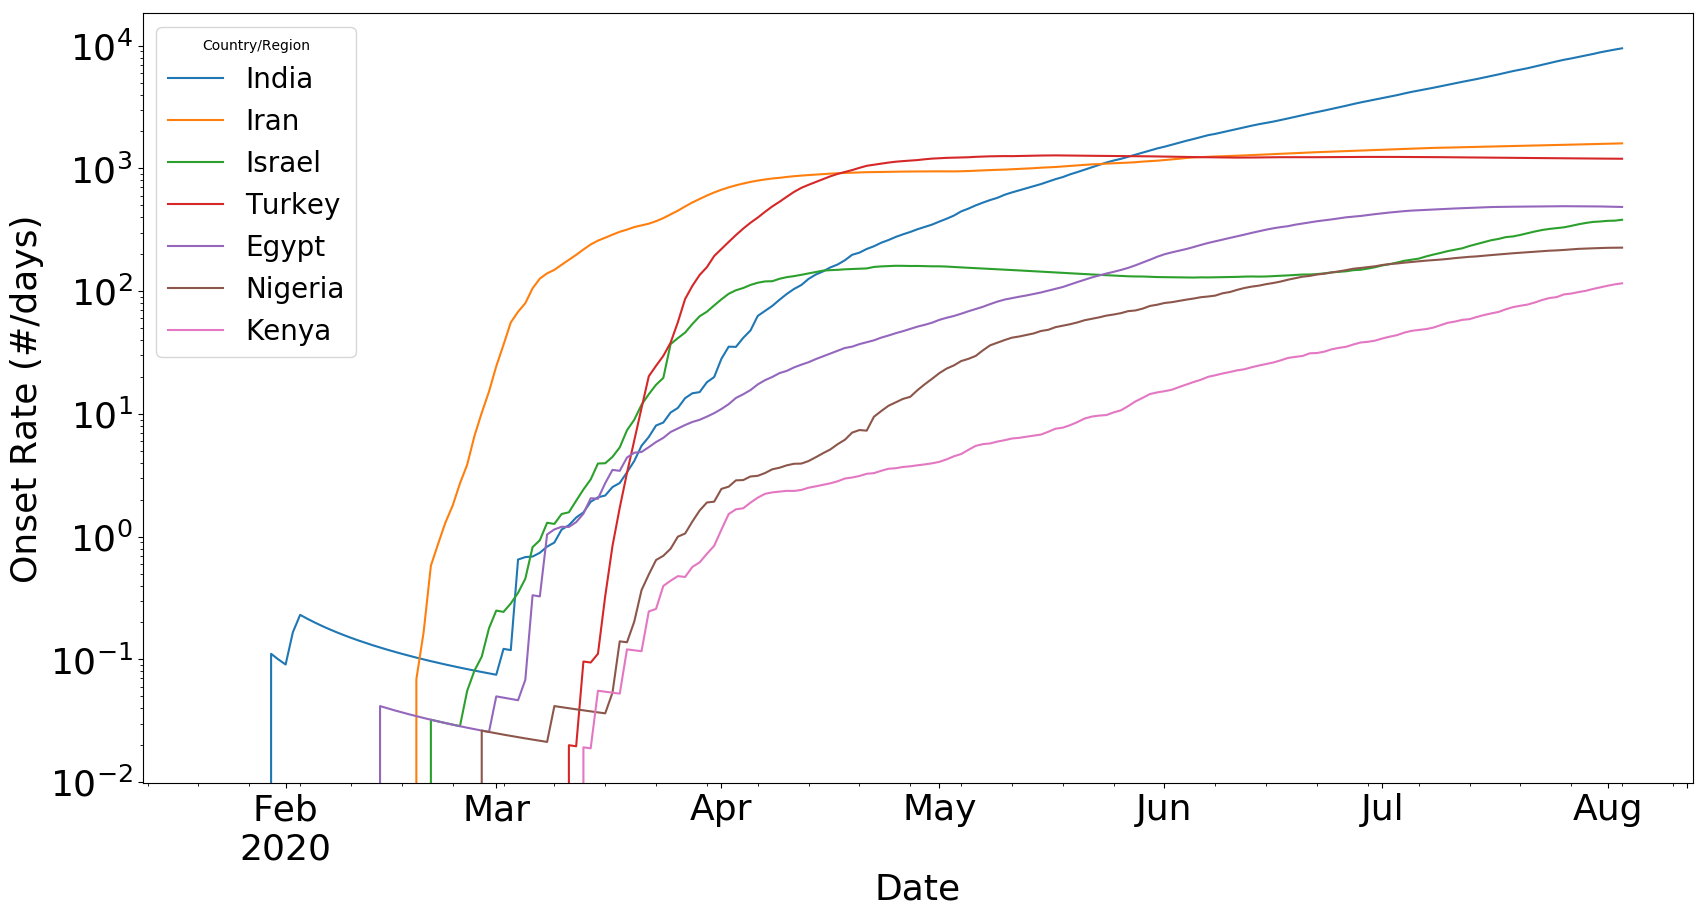 Country/Region
India
Iran
Israel
Turkey
Egypt
Nigeria
Kenya
Onset Rate (#/days)
10⁴
10³
10²
10¹
10⁰
10⁻¹
10⁻²
Feb Mar Apr May Jun Jul Aug
2020
Date